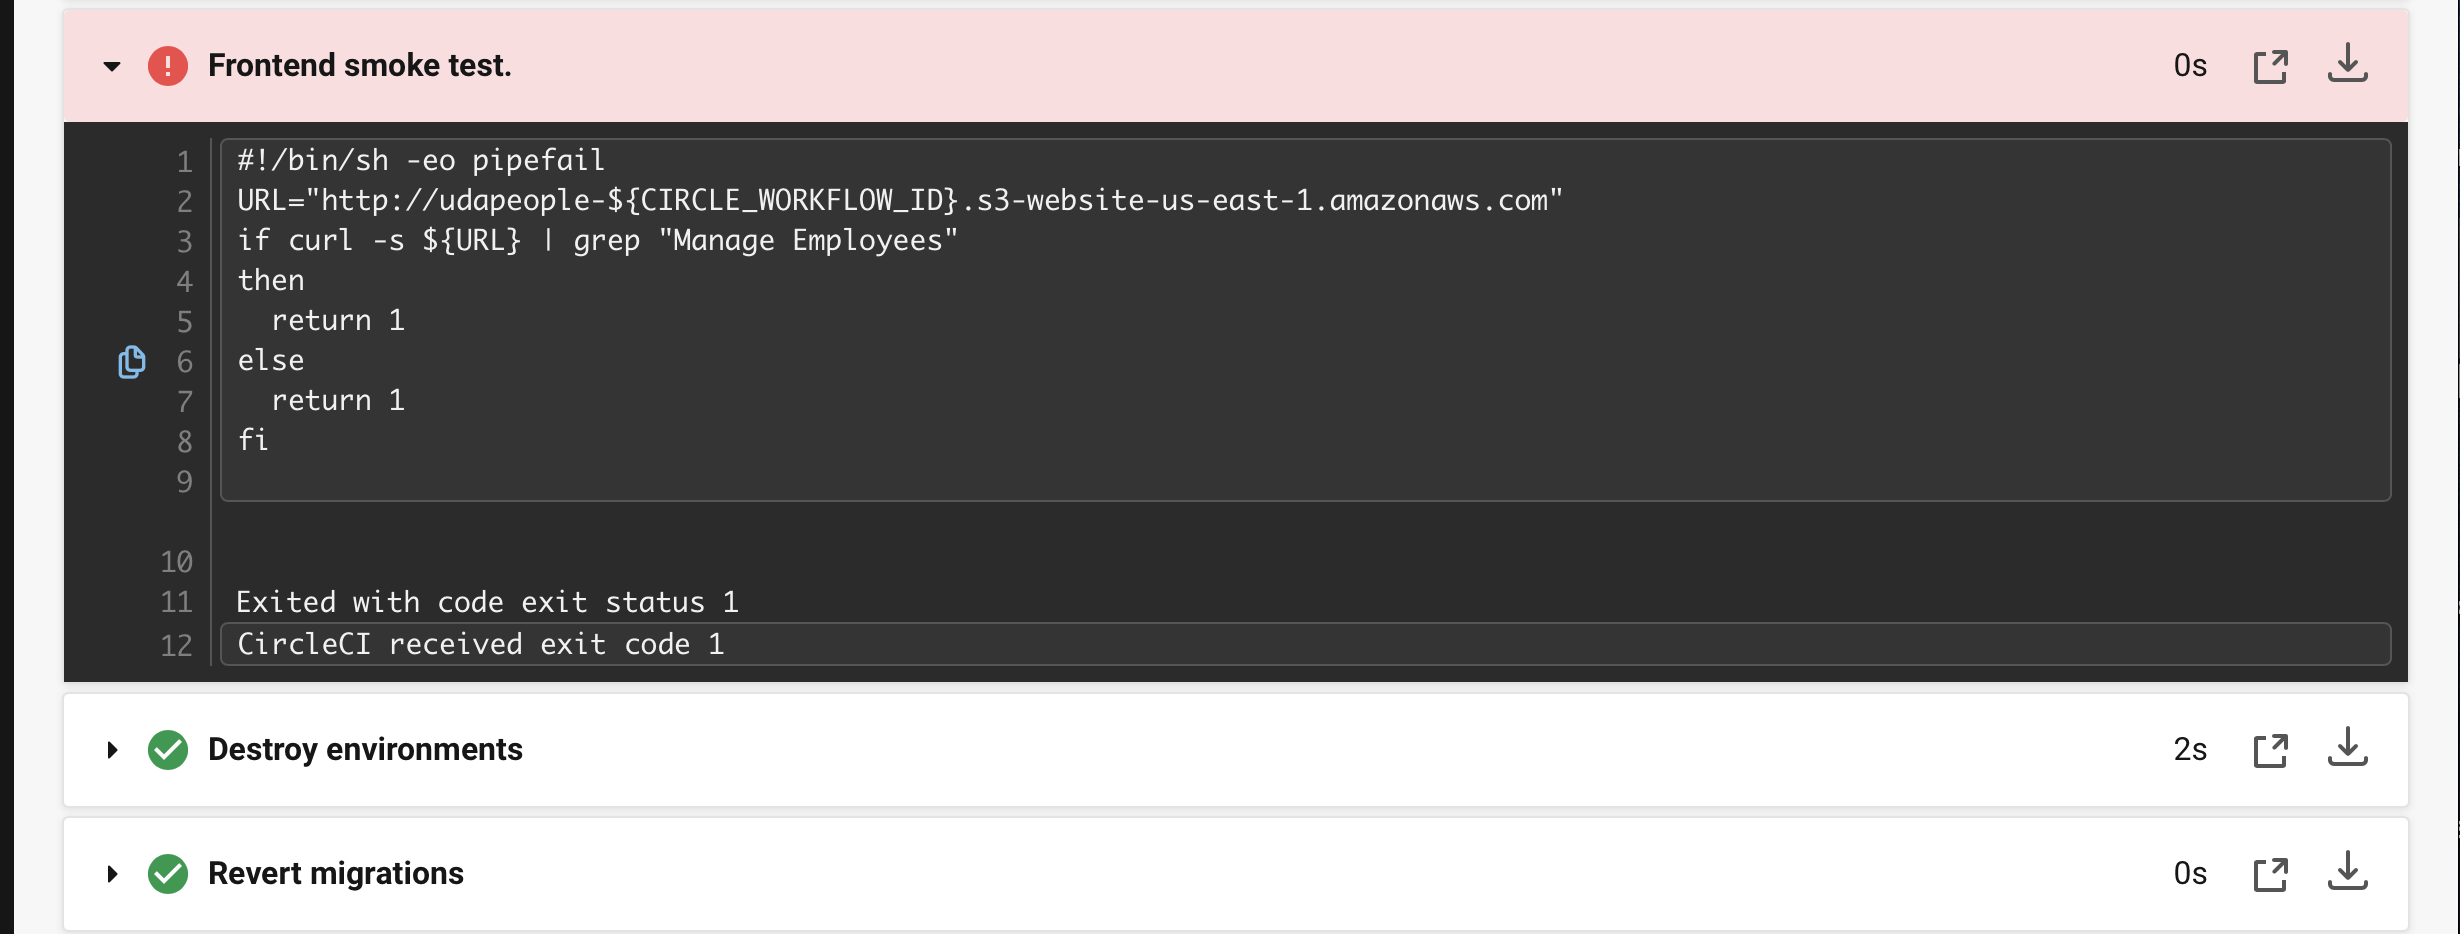 Frontend smoke test.
0s
1 #!/bin/sh -eo pipefail
2 URL="http://udapeople-${CIRCLE_WORKFLOW_ID}.s3-website-us-east-1.amazonaws.com"
3 if curl -s ${URL} | grep "Manage Employees"
4 then
5   return 1
6 else
7   return 1
8 fi
9
10
11 Exited with code exit status 1
12 CircleCI received exit code 1
Destroy environments
2s
Revert migrations
0s